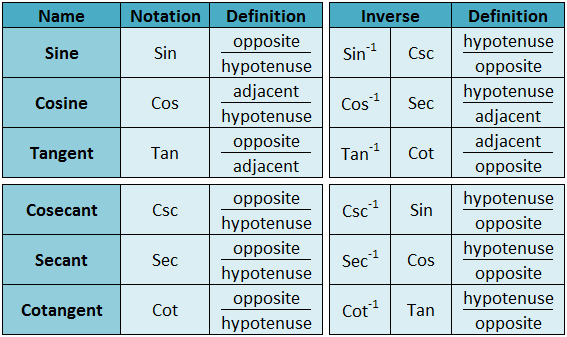 Name Notation Definition Inverse Definition
Sine Sin opposite/hypotenuse Sin⁻¹ Csc hypotenuse/opposite
Cosine Cos adjacent/hypotenuse Cos⁻¹ Sec hypotenuse/adjacent
Tangent Tan opposite/adjacent Tan⁻¹ Cot adjacent/opposite
Cosecant Csc opposite/hypotenuse Csc⁻¹ Sin hypotenuse/opposite
Secant Sec opposite/hypotenuse Sec⁻¹ Cos hypotenuse/opposite
Cotangent Cot opposite/hypotenuse Cot⁻¹ Tan hypotenuse/opposite